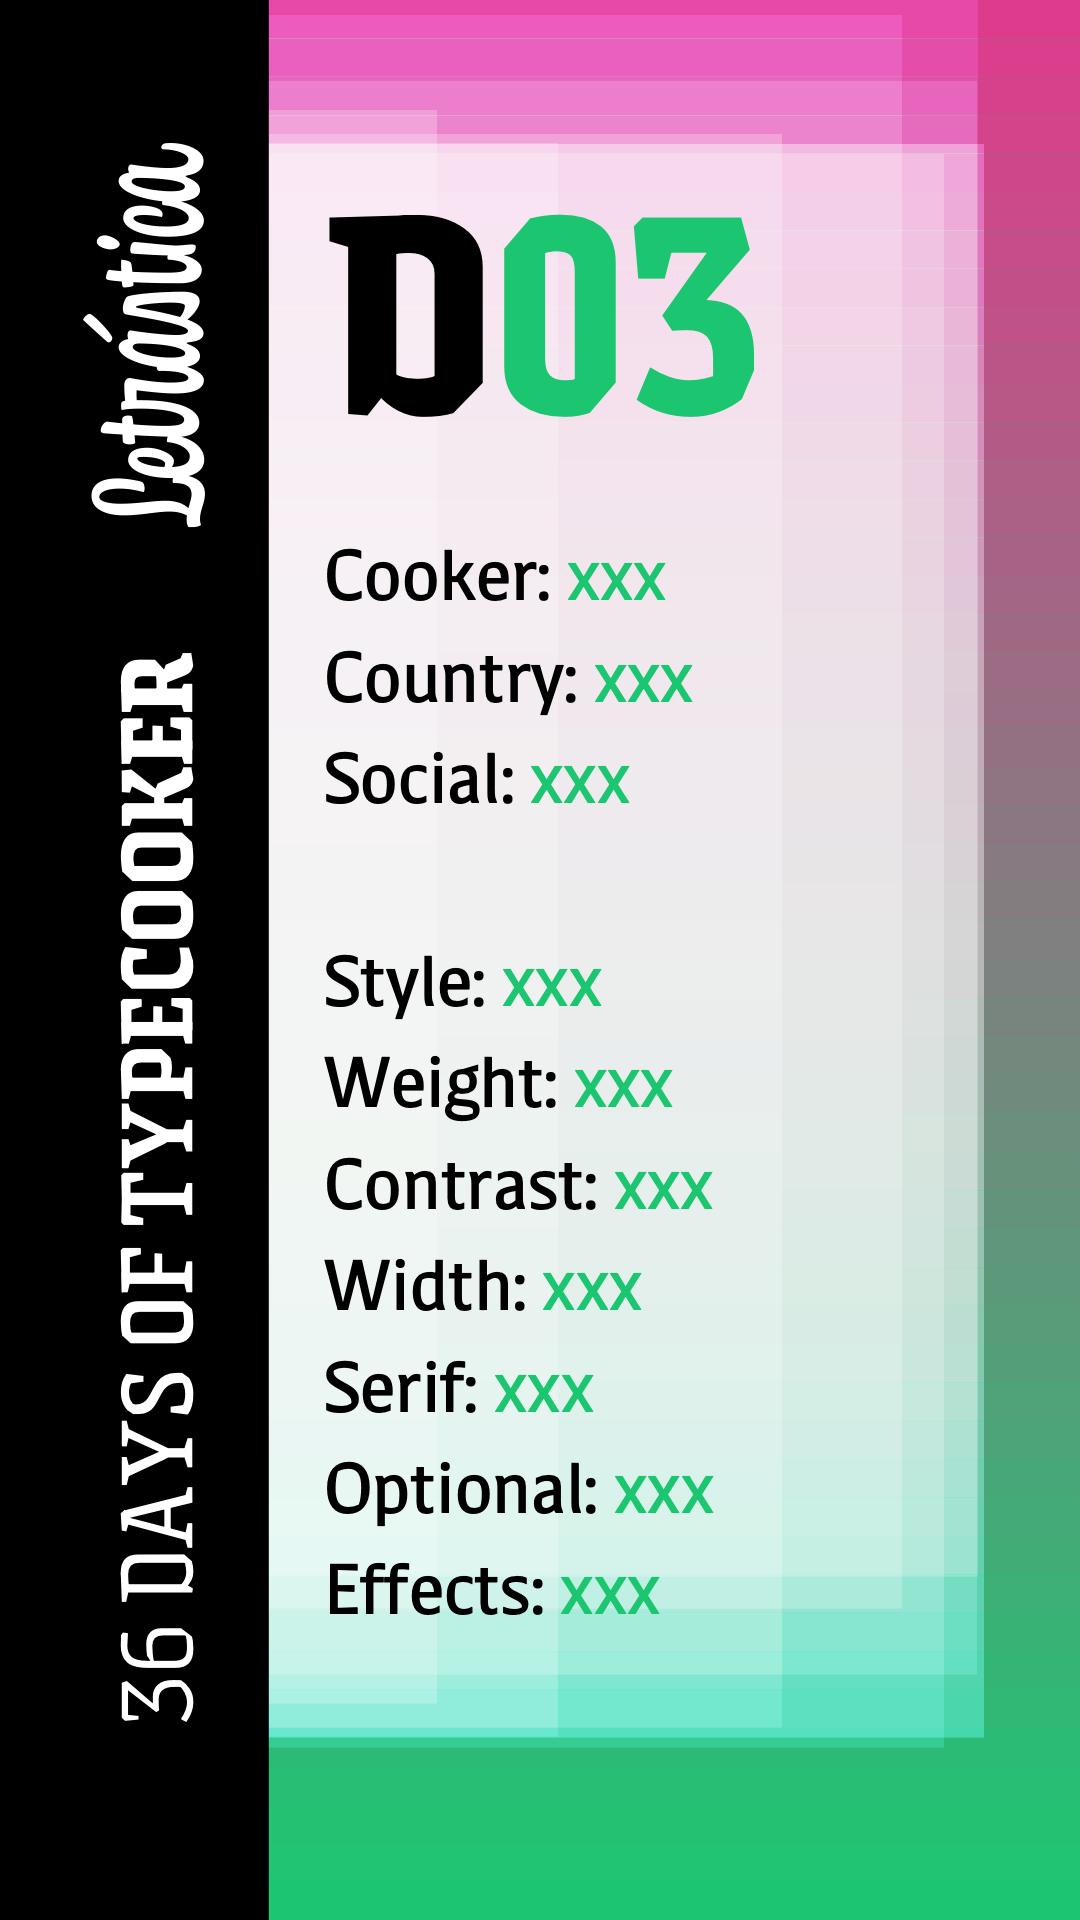 Letrástica
36 DAYS OF TYPECOOKER
D03
Cooker: xxx
Country: xxx
Social: xxx
Style: xxx
Weight: xxx
Contrast: xxx
Width: xxx
Serif: xxx
Optional: xxx
Effects: xxx